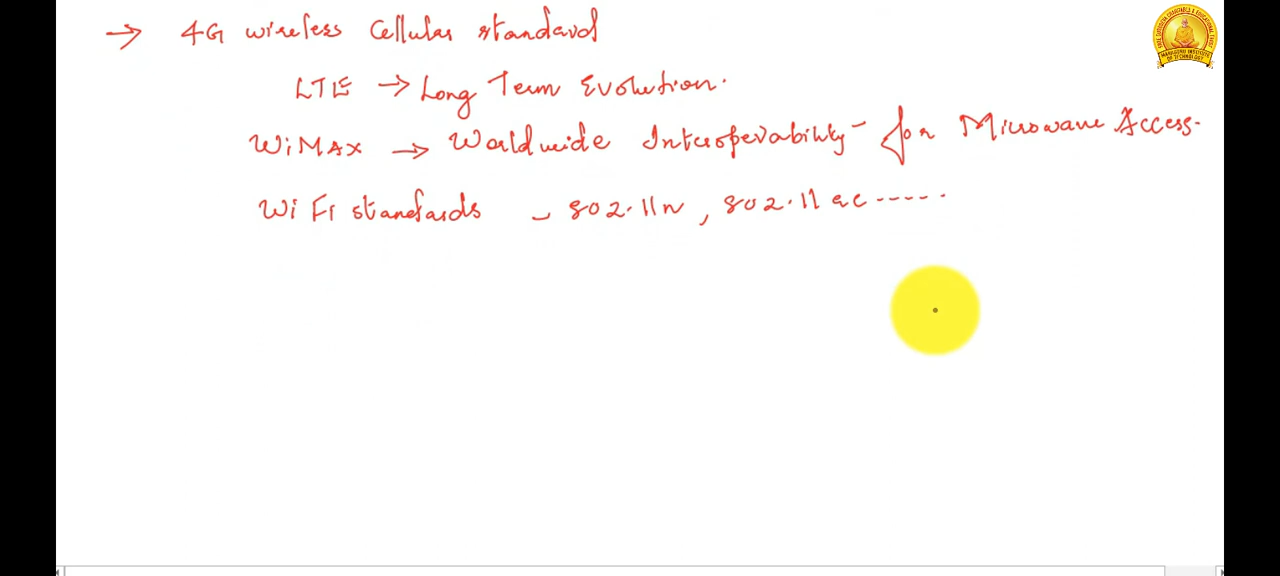 → 4G wireless Cellular standard
LTE → Long Term Evolution.
WiMAX → Worldwide Interoperability for Microwave Access.
WiFi standards - 802.11n, 802.11ac-----.